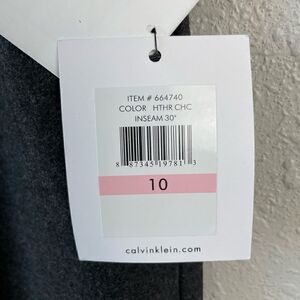 ITEM # 664740
COLOR HTHR CHC
INSEAM 30"
8 87345 19781 3
10
calvinklein.com